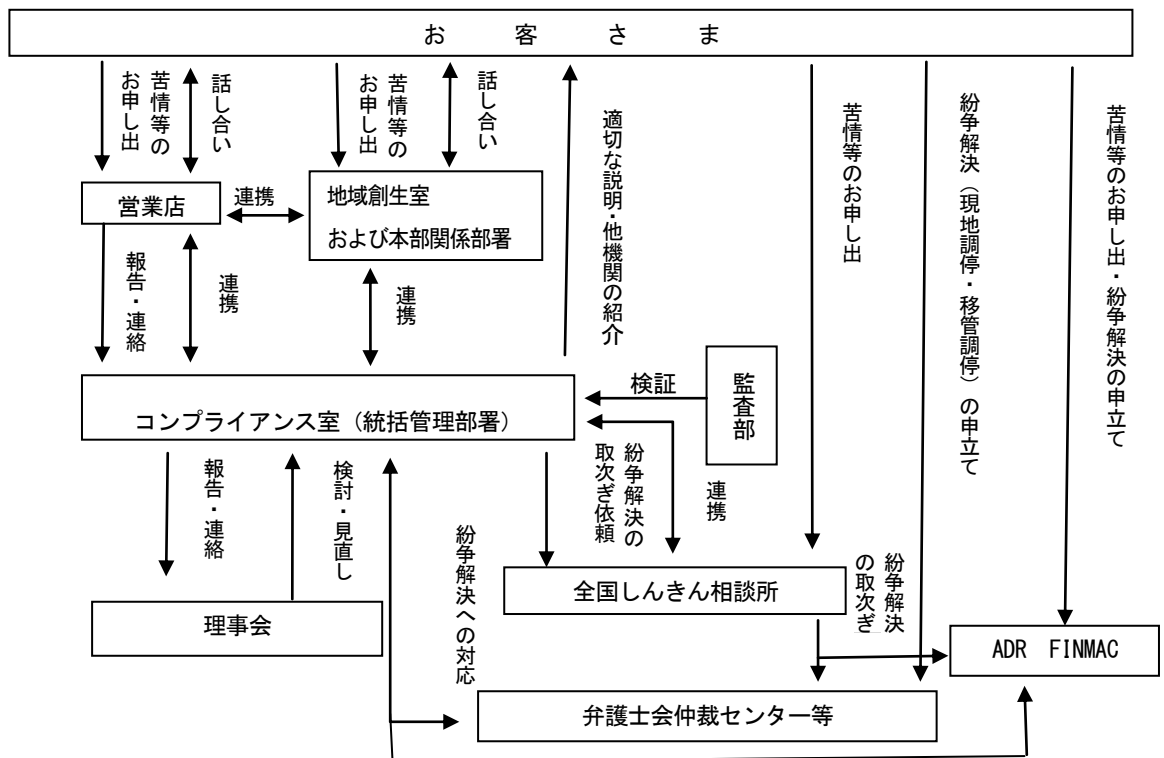 お客さま
苦情等の
お申し出
話し合い
苦情等の
お申し出
話し合い
適切な説明・他機関の紹介
苦情等のお申し出
紛争解決（現地調停・移管調停）の申立て
苦情等のお申し出・紛争解決の申立て
営業店
連携
地域創生室
および本部関係部署
報告・連絡
連携
連携
コンプライアンス室（統括管理部署）
検証
監査部
報告・連絡
検討・見直し
紛争解決への対応
紛争解決の
取次ぎ依頼
連携
全国しんきん相談所
紛争解決
の取次ぎ
理事会
ADR FINMAC
弁護士会仲裁センター等